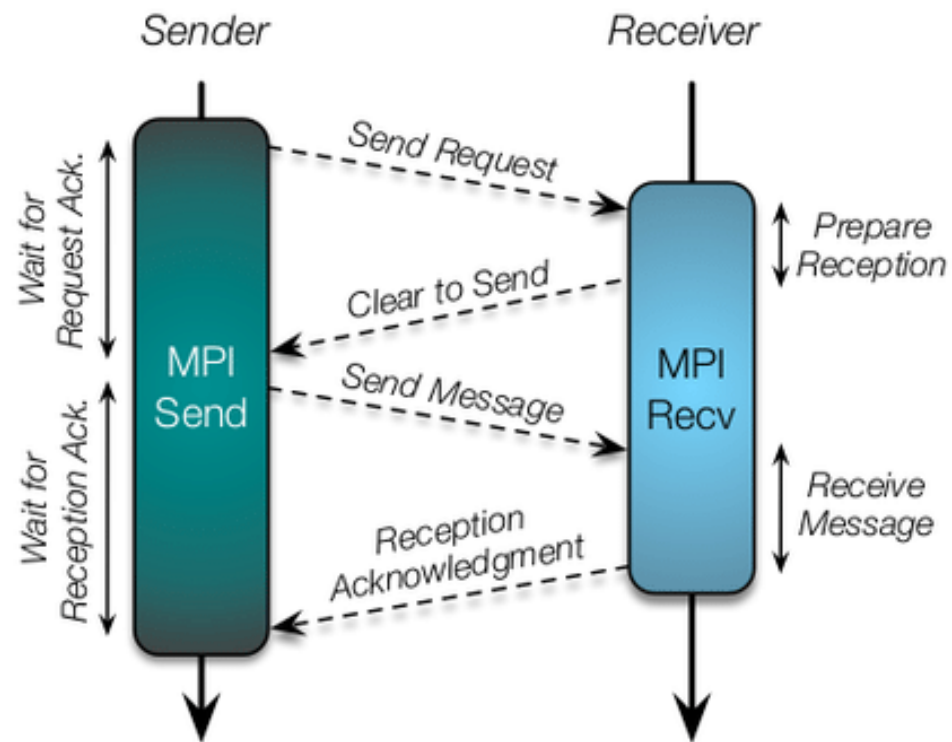 Sender
Receiver
Send Request
Wait for
Request Ack.
Prepare
Reception
Clear to Send
MPI
Send
MPI
Recv
Send Message
Wait for
Reception Ack.
Receive
Message
Reception
Acknowledgment